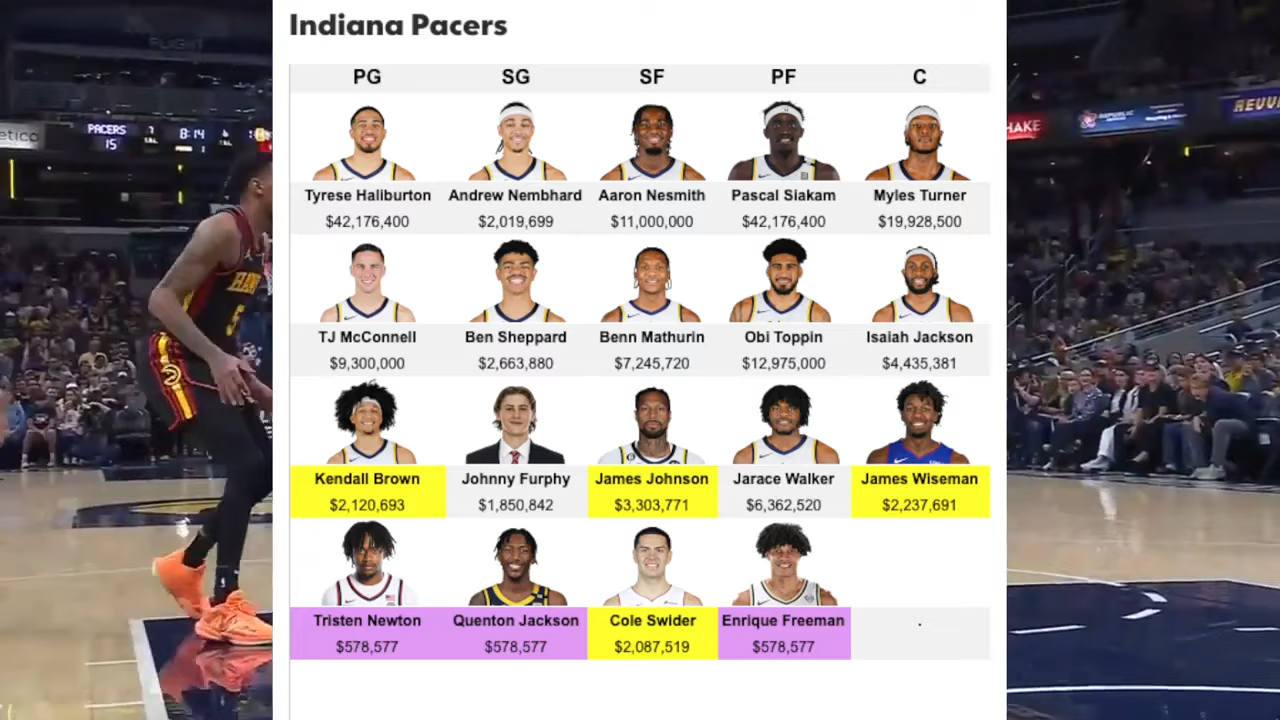 Indiana Pacers
PG SG SF PF C
Tyrese Haliburton Andrew Nembhard Aaron Nesmith Pascal Siakam Myles Turner
$42,176,400 $2,019,699 $11,000,000 $42,176,400 $19,928,500
TJ McConnell Ben Sheppard Benn Mathurin Obi Toppin Isaiah Jackson
$9,300,000 $2,663,880 $7,245,720 $12,975,000 $4,435,381
Kendall Brown Johnny Furphy James Johnson Jarace Walker James Wiseman
$2,120,693 $1,850,842 $3,303,771 $6,362,520 $2,237,691
Tristen Newton Quenton Jackson Cole Swider Enrique Freeman .
$578,577 $578,577 $2,087,519 $578,577
PACERS 8:14
15